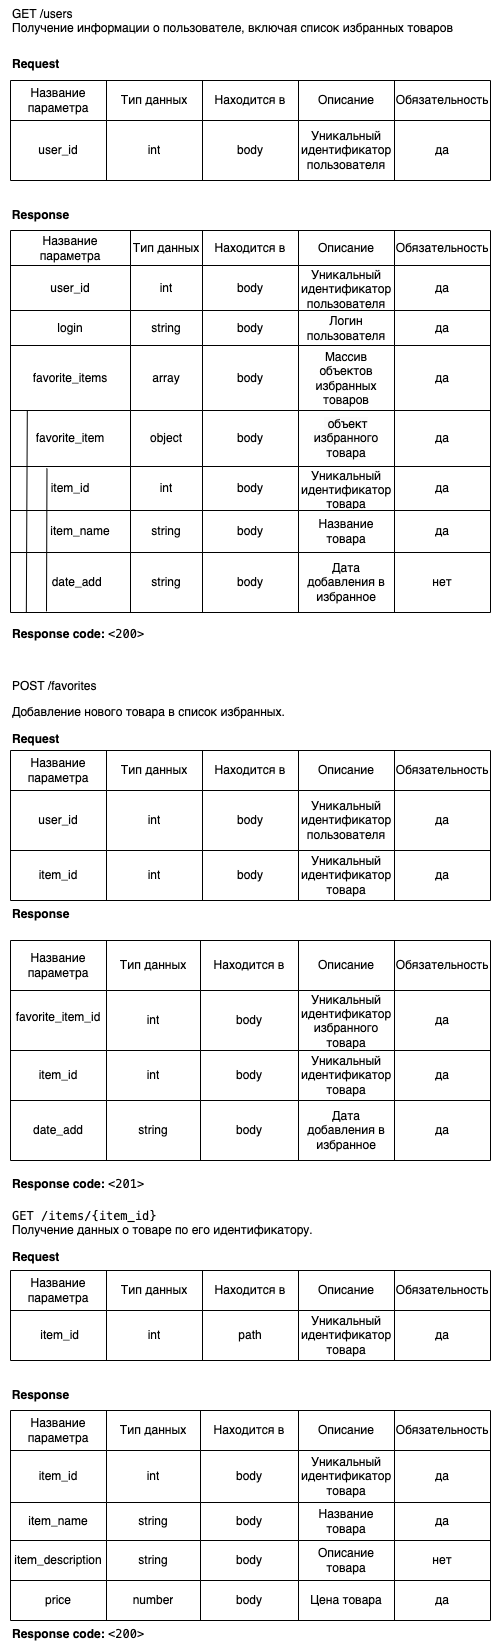 GET /users
Получение информации о пользователе, включая список избранных товаров
Request
Название параметра Тип данных Находится в Описание Обязательность
user_id int body Уникальный идентификатор пользователя да
Response
Название параметра Тип данных Находится в Описание Обязательность
user_id int body Уникальный идентификатор пользователя да
login string body Логин пользователя да
favorite_items array body Массив объектов избранных товаров да
favorite_item object body объект избранного товара да
item_id int body Уникальный идентификатор товара да
item_name string body Название товара да
date_add string body Дата добавления в избранное нет
Response code: <200>
POST /favorites
Добавление нового товара в список избранных.
Request
Название параметра Тип данных Находится в Описание Обязательность
user_id int body Уникальный идентификатор пользователя да
item_id int body Уникальный идентификатор товара да
Response
Название параметра Тип данных Находится в Описание Обязательность
favorite_item_id int body Уникальный идентификатор избранного товара да
item_id int body Уникальный идентификатор товара да
date_add string body Дата добавления в избранное да
Response code: <201>
GET /items/{item_id}
Получение данных о товаре по его идентификатору.
Request
Название параметра Тип данных Находится в Описание Обязательность
item_id int path Уникальный идентификатор товара да
Response
Название параметра Тип данных Находится в Описание Обязательность
item_id int body Уникальный идентификатор товара да
item_name string body Название товара да
item_description string body Описание товара нет
price number body Цена товара да
Response code: <200>